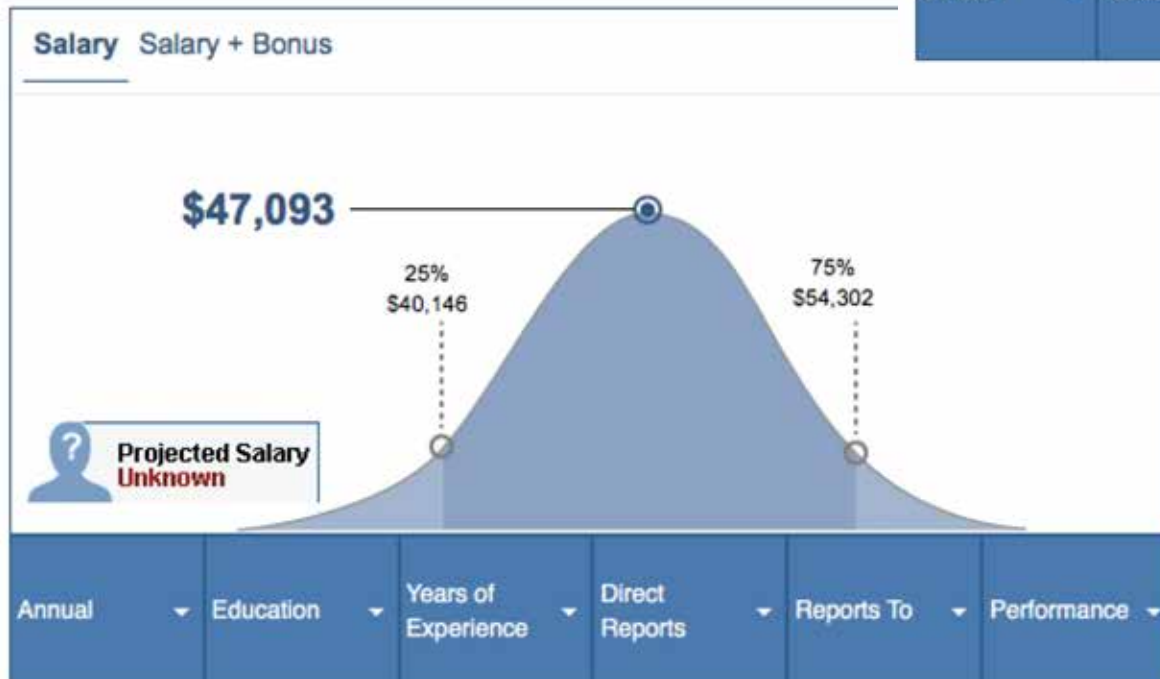 Salary Salary + Bonus
$47,093
25%
$40,146
75%
$54,302
?
Projected Salary
Unknown
Annual
Education
Years of
Experience
Direct
Reports
Reports To
Performance